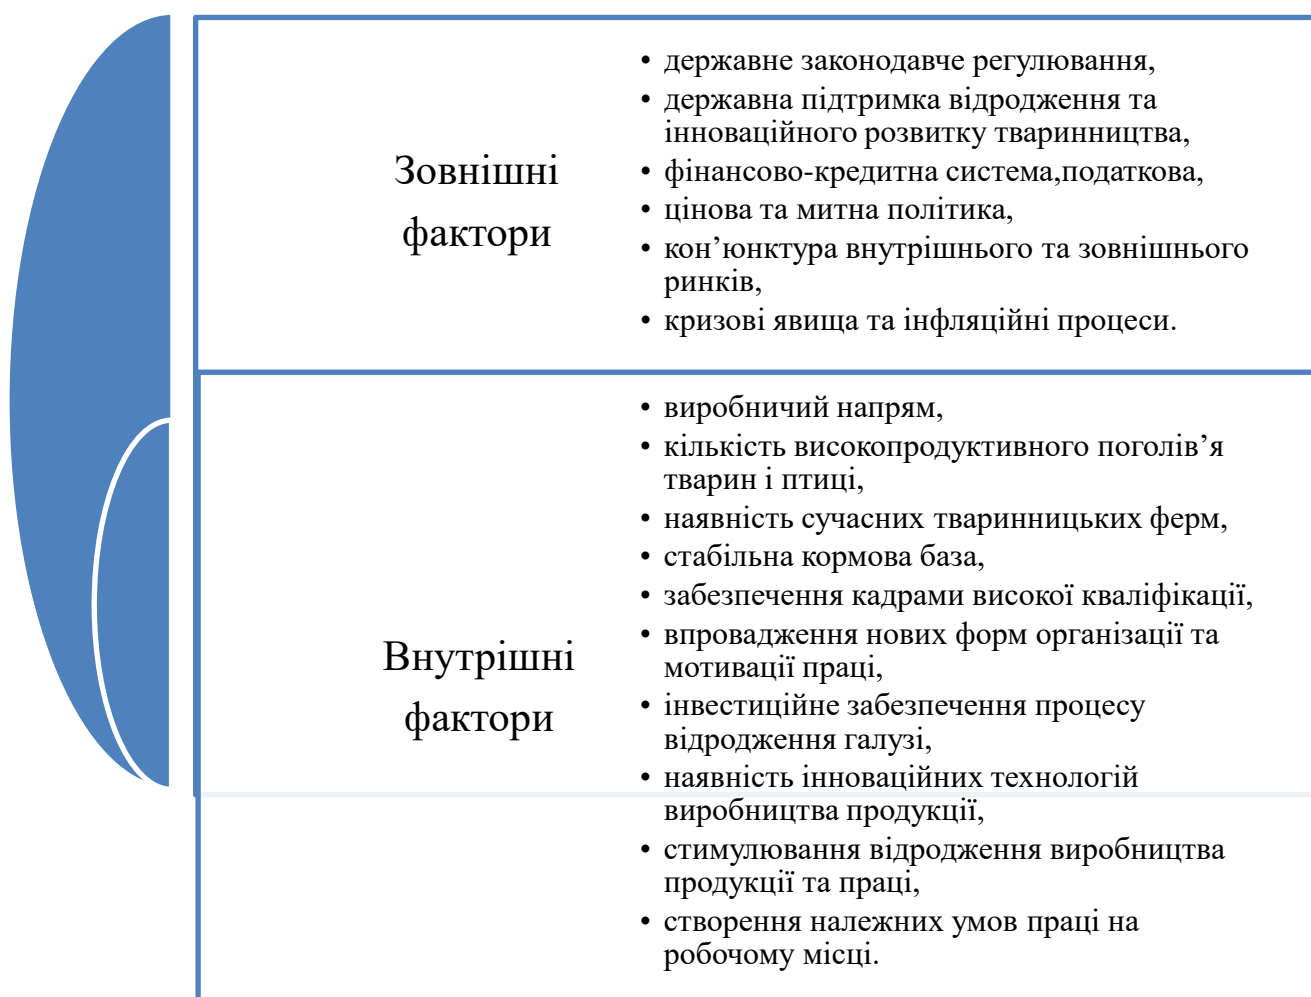 Зовнішні
фактори
• державне законодавче регулювання,
• державна підтримка відродження та
інноваційного розвитку тваринництва,
• фінансово-кредитна система,податкова,
• цінова та митна політика,
• кон’юнктура внутрішнього та зовнішнього
ринків,
• кризові явища та інфляційні процеси.
Внутрішні
фактори
• виробничий напрям,
• кількість високопродуктивного поголів’я
тварин і птиці,
• наявність сучасних тваринницьких ферм,
• стабільна кормова база,
• забезпечення кадрами високої кваліфікації,
• впровадження нових форм організації та
мотивації праці,
• інвестиційне забезпечення процесу
відродження галузі,
• наявність інноваційних технологій
виробництва продукції,
• стимулювання відродження виробництва
продукції та праці,
• створення належних умов праці на
робочому місці.